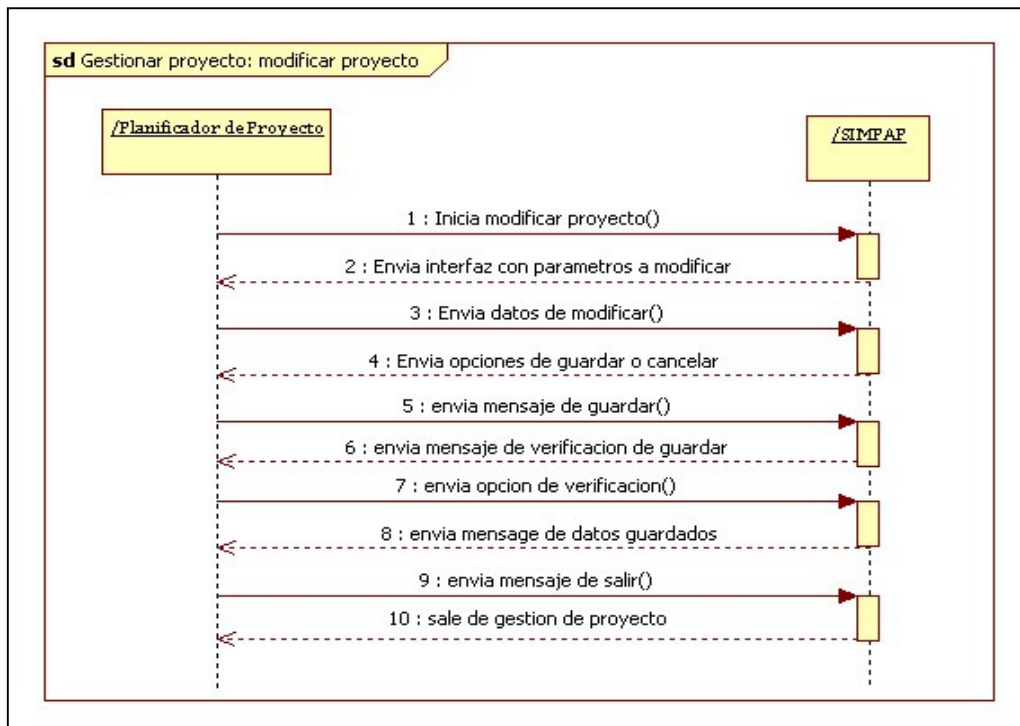 sd Gestionar proyecto: modificar proyecto
/Planificador de Proyecto
/SIMPAP
1 : Inicia modificar proyecto()
2 : Envia interfaz con parametros a modificar
3 : Envia datos de modificar()
4 : Envia opciones de guardar o cancelar
5 : envia mensaje de guardar()
6 : envia mensaje de verificacion de guardar
7 : envia opcion de verificacion()
8 : envia mensage de datos guardados
9 : envia mensaje de salir()
10 : sale de gestion de proyecto